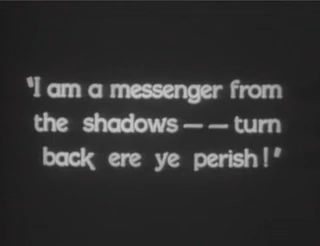 "I am a messenger from
the shadows — — turn
back ere ye perish!"